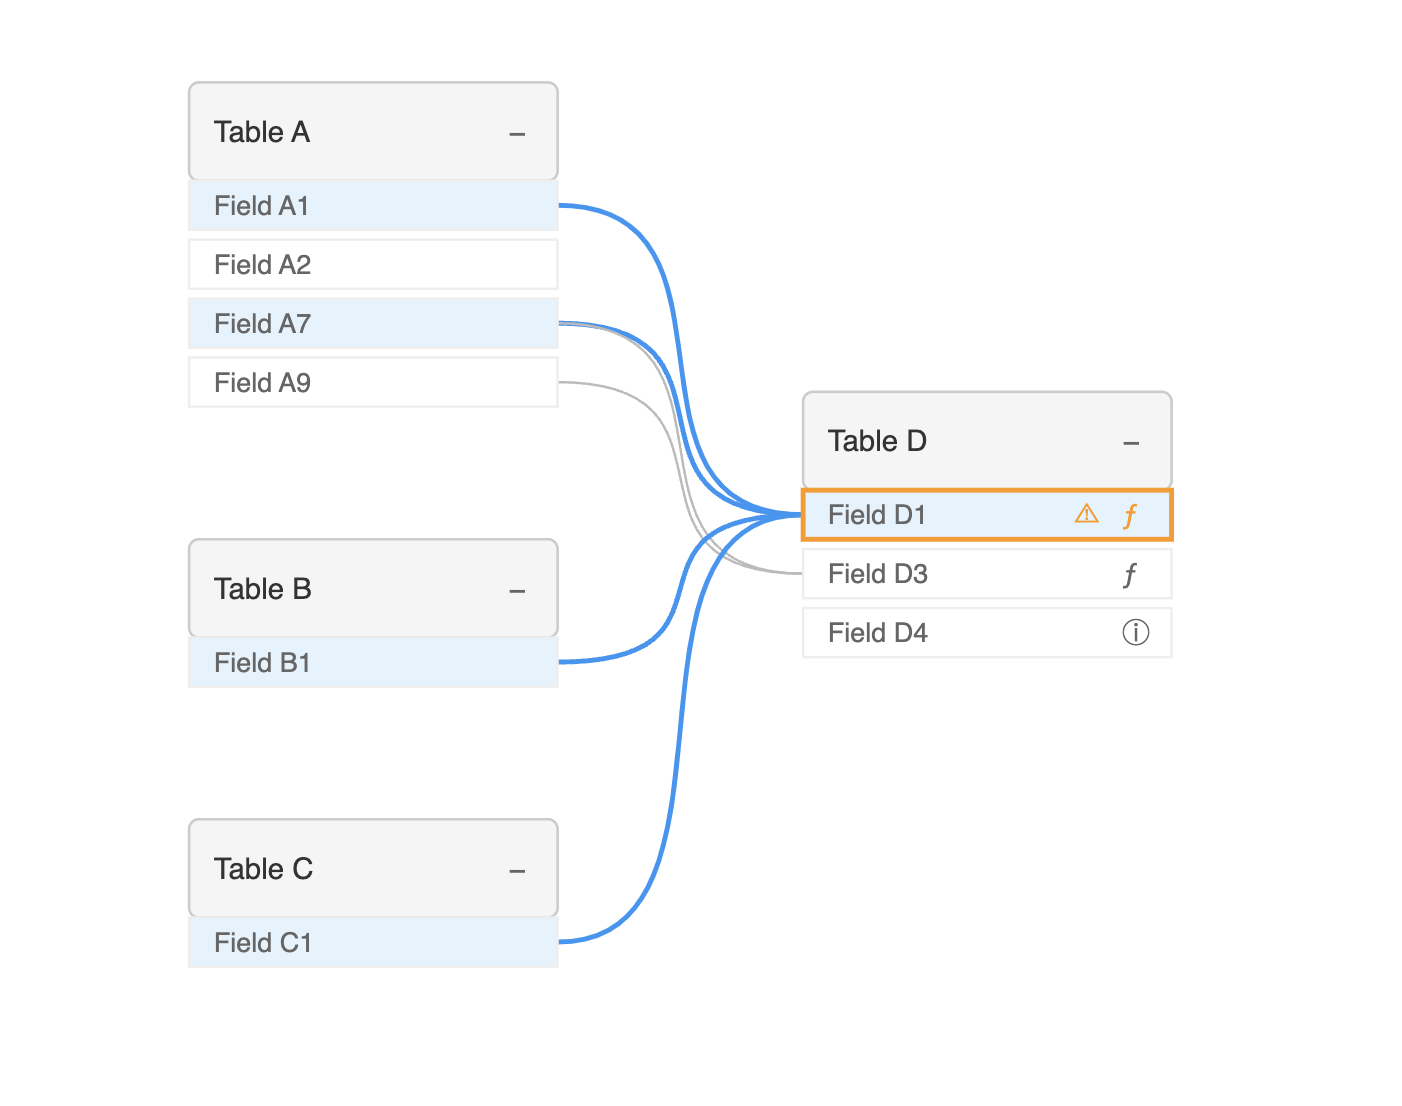 Table A –
Field A1
Field A2
Field A7
Field A9
Table B –
Field B1
Table C –
Field C1
Table D –
Field D1 ⚠ ƒ
Field D3 ƒ
Field D4 ⓘ